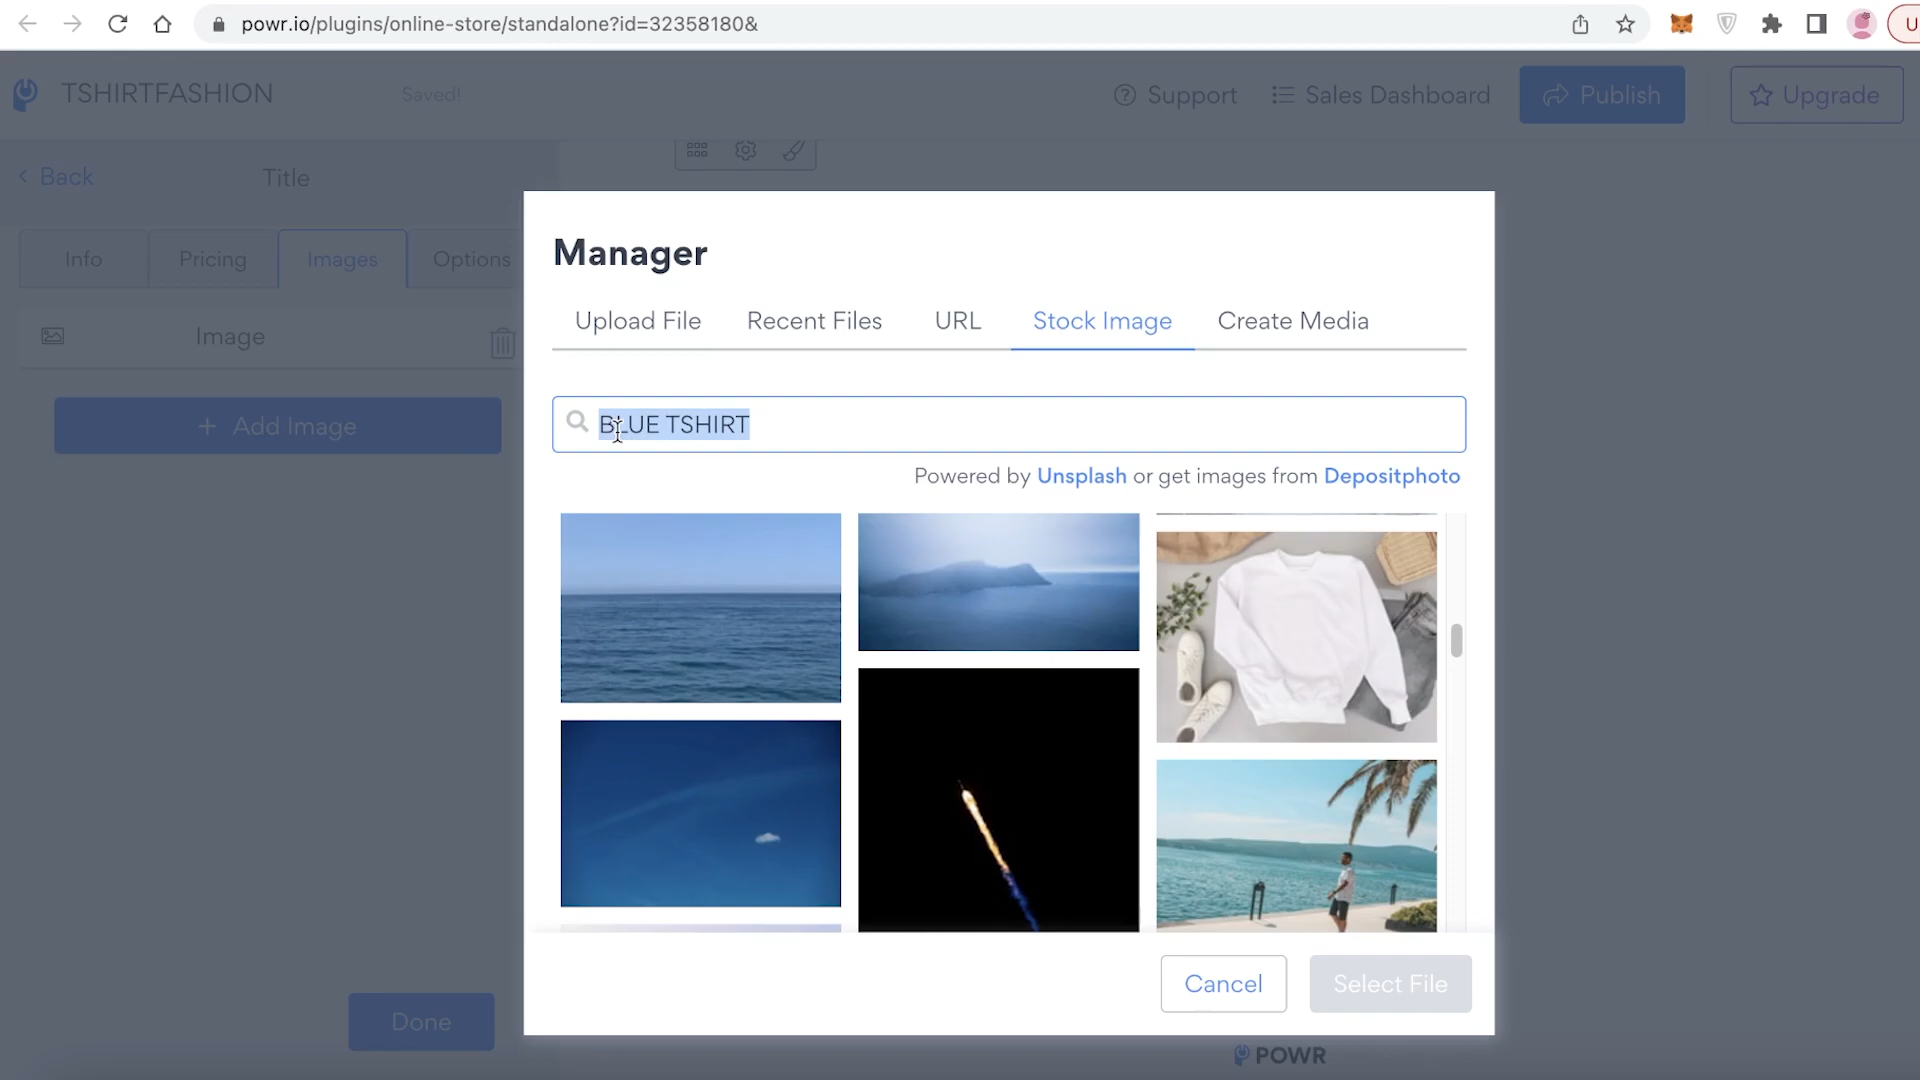 powr.io/plugins/online-store/standalone?id=32358180&
U
TSHIRTFASHION
Saved!
Support
Sales Dashboard
Publish
Upgrade
Back
Title
Info
Pricing
Images
Options
Image
+ Add Image
Done
Manager
Upload File
Recent Files
URL
Stock Image
Create Media
BLUE TSHIRT
Powered by Unsplash or get images from Depositphoto
Cancel
Select File
POWR